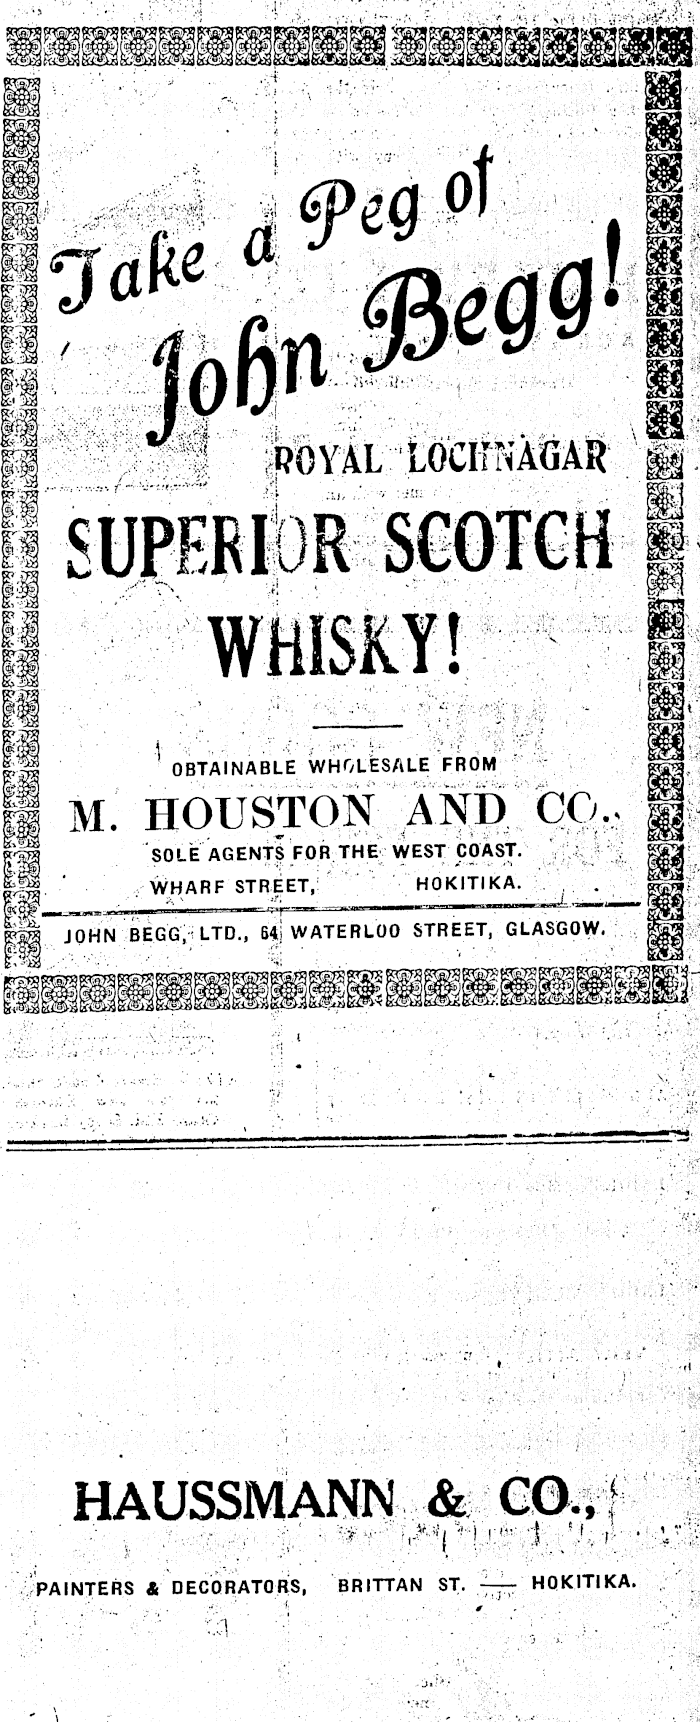 Take a Peg of
John Begg!
ROYAL LOCHNAGAR
SUPERIOR SCOTCH
WHISKY!
OBTAINABLE WHOLESALE FROM
M. HOUSTON AND CO.,
SOLE AGENTS FOR THE WEST COAST.
WHARF STREET, HOKITIKA.
JOHN BEGG, LTD., 64 WATERLOO STREET, GLASGOW.
HAUSSMANN & CO.,
PAINTERS & DECORATORS, BRITTAN ST. — HOKITIKA.